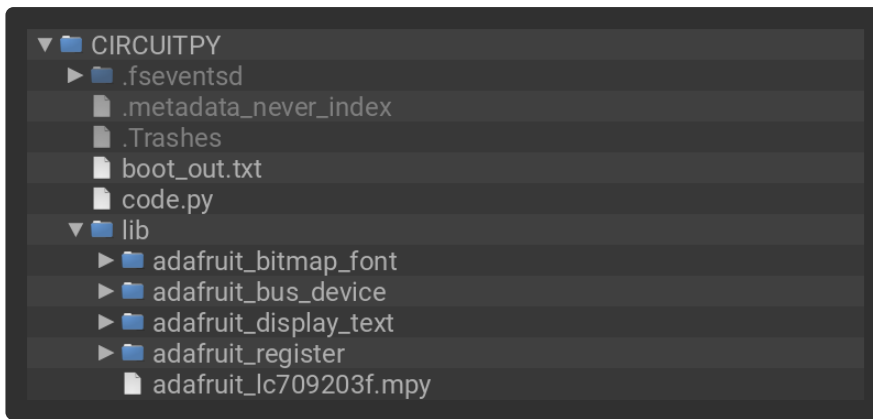 CIRCUITPY
.fseventsd
.metadata_never_index
.Trashes
boot_out.txt
code.py
lib
adafruit_bitmap_font
adafruit_bus_device
adafruit_display_text
adafruit_register
adafruit_lc709203f.mpy